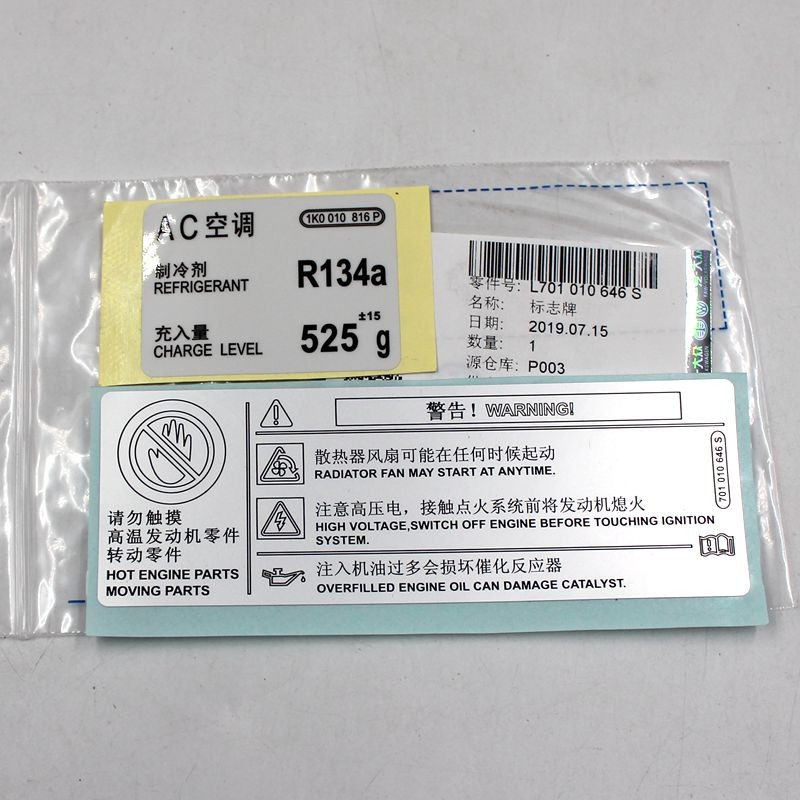 AC空调
1K0 010 816 P
制冷剂
REFRIGERANT
R134a
充入量
CHARGE LEVEL
525 ±15 g
零件号: L701 010 646 S
名称: 标志牌
日期: 2019.07.15
数量: 1
源仓库: P003
大众
警告！WARNING!
散热器风扇可能在任何时候起动
RADIATOR FAN MAY START AT ANYTIME.
注意高压电，接触点火系统前将发动机熄火
HIGH VOLTAGE,SWITCH OFF ENGINE BEFORE TOUCHING IGNITION
SYSTEM.
注入机油过多会损坏催化反应器
OVERFILLED ENGINE OIL CAN DAMAGE CATALYST.
请勿触摸
高温发动机零件
转动零件
HOT ENGINE PARTS
MOVING PARTS
701 010 646 S